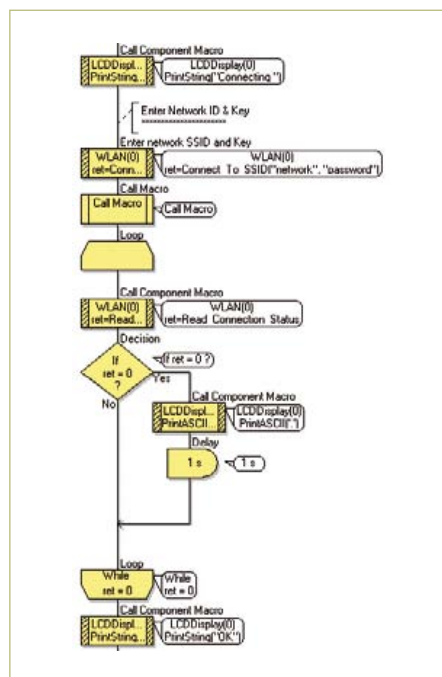 Call Component Macro
LCDDispl...
PrintString...
LCDDisplay(0)
PrintString("Connecting ")
Enter Network ID & Key
Enter network SSID and Key
WLAN(0)
ret=Conn...
WLAN(0)
ret=Connect To SSID("network", "password")
Call Macro
Call Macro
Call Macro
Loop
Call Component Macro
WLAN(0)
ret=Read...
WLAN(0)
ret=Read Connection Status
Decision
If
ret = 0
?
If ret = 0 ?
Yes
No
Call Component Macro
LCDDispl...
PrintASCII...
LCDDisplay(0)
PrintASCII(".")
Delay
1 s
1 s
Loop
While
ret = 0
While
ret = 0
Call Component Macro
LCDDispl...
PrintString...
LCDDisplay(0)
PrintString("OK")